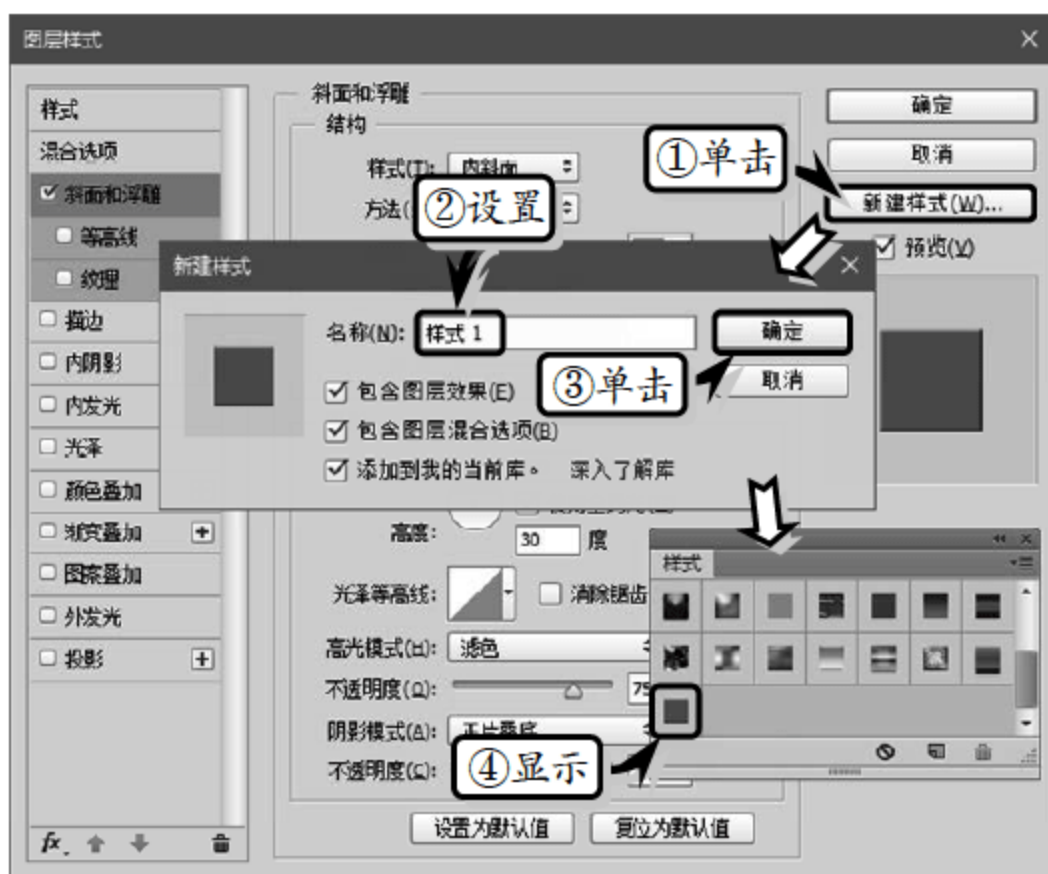 图层样式
样式
混合选项
斜面和浮雕
等高线
纹理
描边
内阴影
内发光
光泽
颜色叠加
渐变叠加
图案叠加
外发光
投影
fx
斜面和浮雕
结构
样式(T): 内斜面
方法(
②设置
①单击
确定
取消
新建样式(W)...
预览(V)
新建样式
名称(N): 样式 1
确定
取消
③单击
包含图层效果(E)
包含图层混合选项(B)
添加到我的当前库。 深入了解库
高度: 30 度
光泽等高线: 消除锯齿
高光模式(H): 滤色
不透明度(O): 75
阴影模式(A): 正片叠底
不透明度(C):
④显示
样式
设置为默认值 复位为默认值